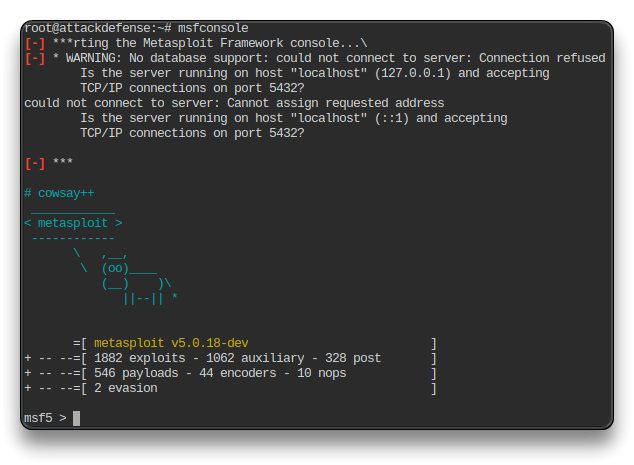 root@attackdefense:~# msfconsole
[-] ***rting the Metasploit Framework console...\
[-] * WARNING: No database support: could not connect to server: Connection refused
        Is the server running on host "localhost" (127.0.0.1) and accepting
        TCP/IP connections on port 5432?
could not connect to server: Cannot assign requested address
        Is the server running on host "localhost" (::1) and accepting
        TCP/IP connections on port 5432?
[-] ***
# cowsay++
 ____________
< metasploit >
 ------------
       \   ,__,
        \  (oo)____
           (__)    )\
              ||--|| *
       =[ metasploit v5.0.18-dev                          ]
+ -- --=[ 1882 exploits - 1062 auxiliary - 328 post       ]
+ -- --=[ 546 payloads - 44 encoders - 10 nops            ]
+ -- --=[ 2 evasion                                       ]
msf5 >